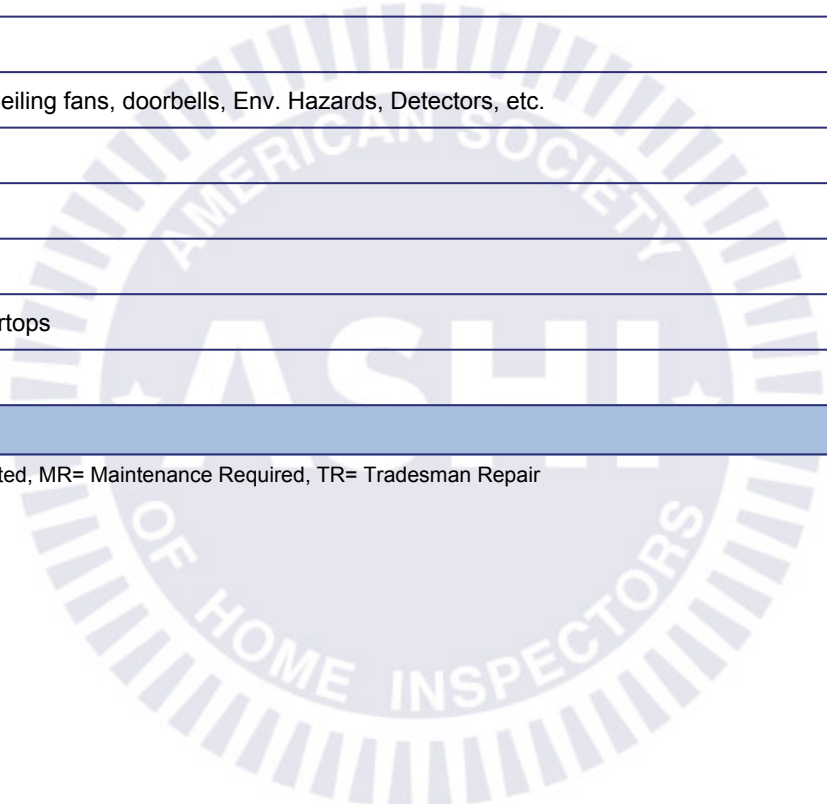 eiling fans, doorbells, Env. Hazards, Detectors, etc.
AMERICAN SOCIETY
rtops
ASHI
ted, MR= Maintenance Required, TR= Tradesman Repair
OF HOME INSPECTORS